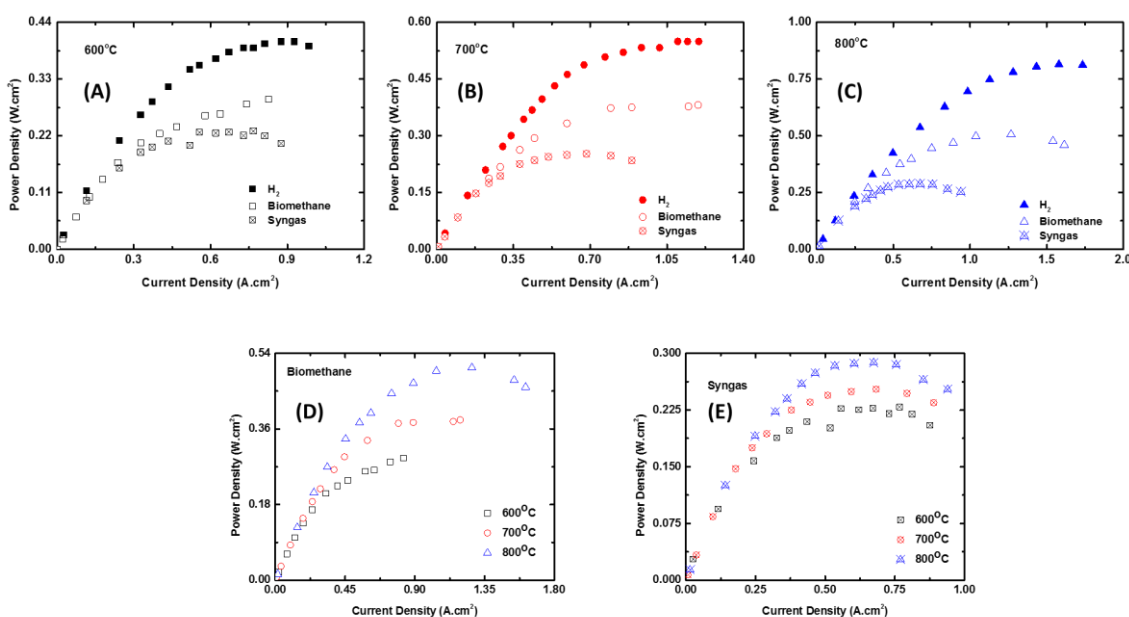 600°C
(A)
H2
Biomethane
Syngas
0.00
0.11
0.22
0.33
0.44
0.0
0.3
0.6
0.9
1.2
Power Density (W.cm2)
Current Density (A.cm2)
700°C
(B)
H2
Biomethane
Syngas
0.00
0.15
0.30
0.45
0.60
0.00
0.35
0.70
1.05
1.40
Power Density (W.cm2)
Current Density (A.cm2)
800°C
(C)
H2
Biomethane
Syngas
0.00
0.25
0.50
0.75
1.00
0.0
0.5
1.0
1.5
2.0
Power Density (W.cm2)
Current Density (A.cm2)
Biomethane
(D)
600°C
700°C
800°C
0.00
0.18
0.36
0.54
0.00
0.45
0.90
1.35
1.80
Power Density (W.cm2)
Current Density (A.cm2)
Syngas
(E)
600°C
700°C
800°C
0.000
0.075
0.150
0.225
0.300
0.00
0.25
0.50
0.75
1.00
Power Density (W.cm2)
Current Density (A.cm2)